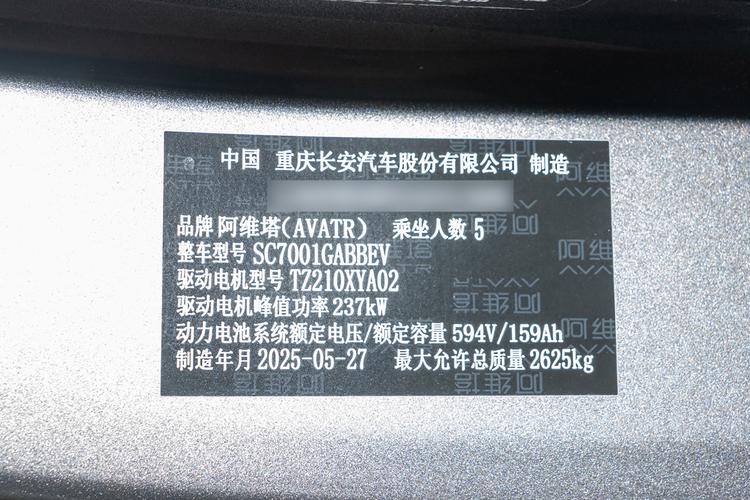 中国 重庆长安汽车股份有限公司 制造
品牌 阿维塔(AVATR) 乘坐人数 5
整车型号 SC7001GABBEV
驱动电机型号 TZ210XYA02
驱动电机峰值功率 237kW
动力电池系统额定电压/额定容量 594V/159Ah
制造年月 2025-05-27 最大允许总质量 2625kg